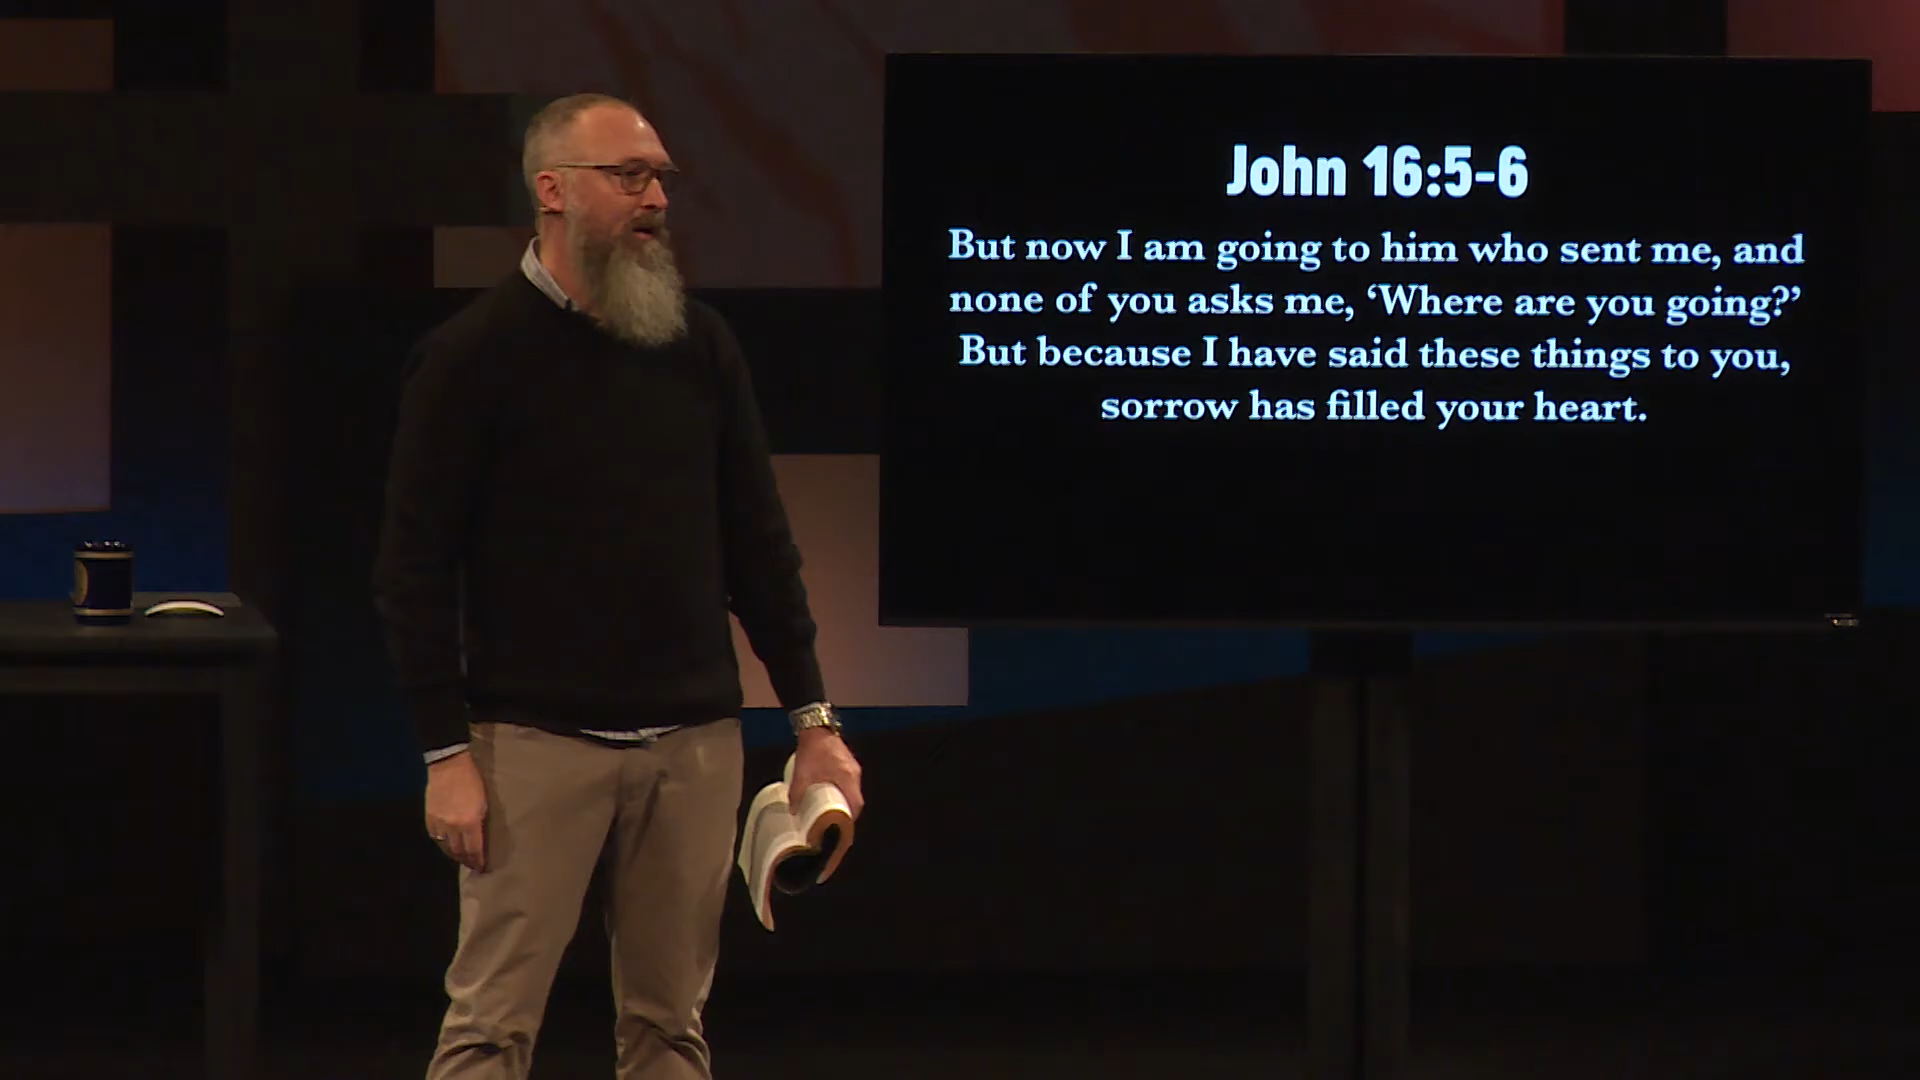 John 16:5-6
But now I am going to him who sent me, and
none of you asks me, ‘Where are you going?’
But because I have said these things to you,
sorrow has filled your heart.